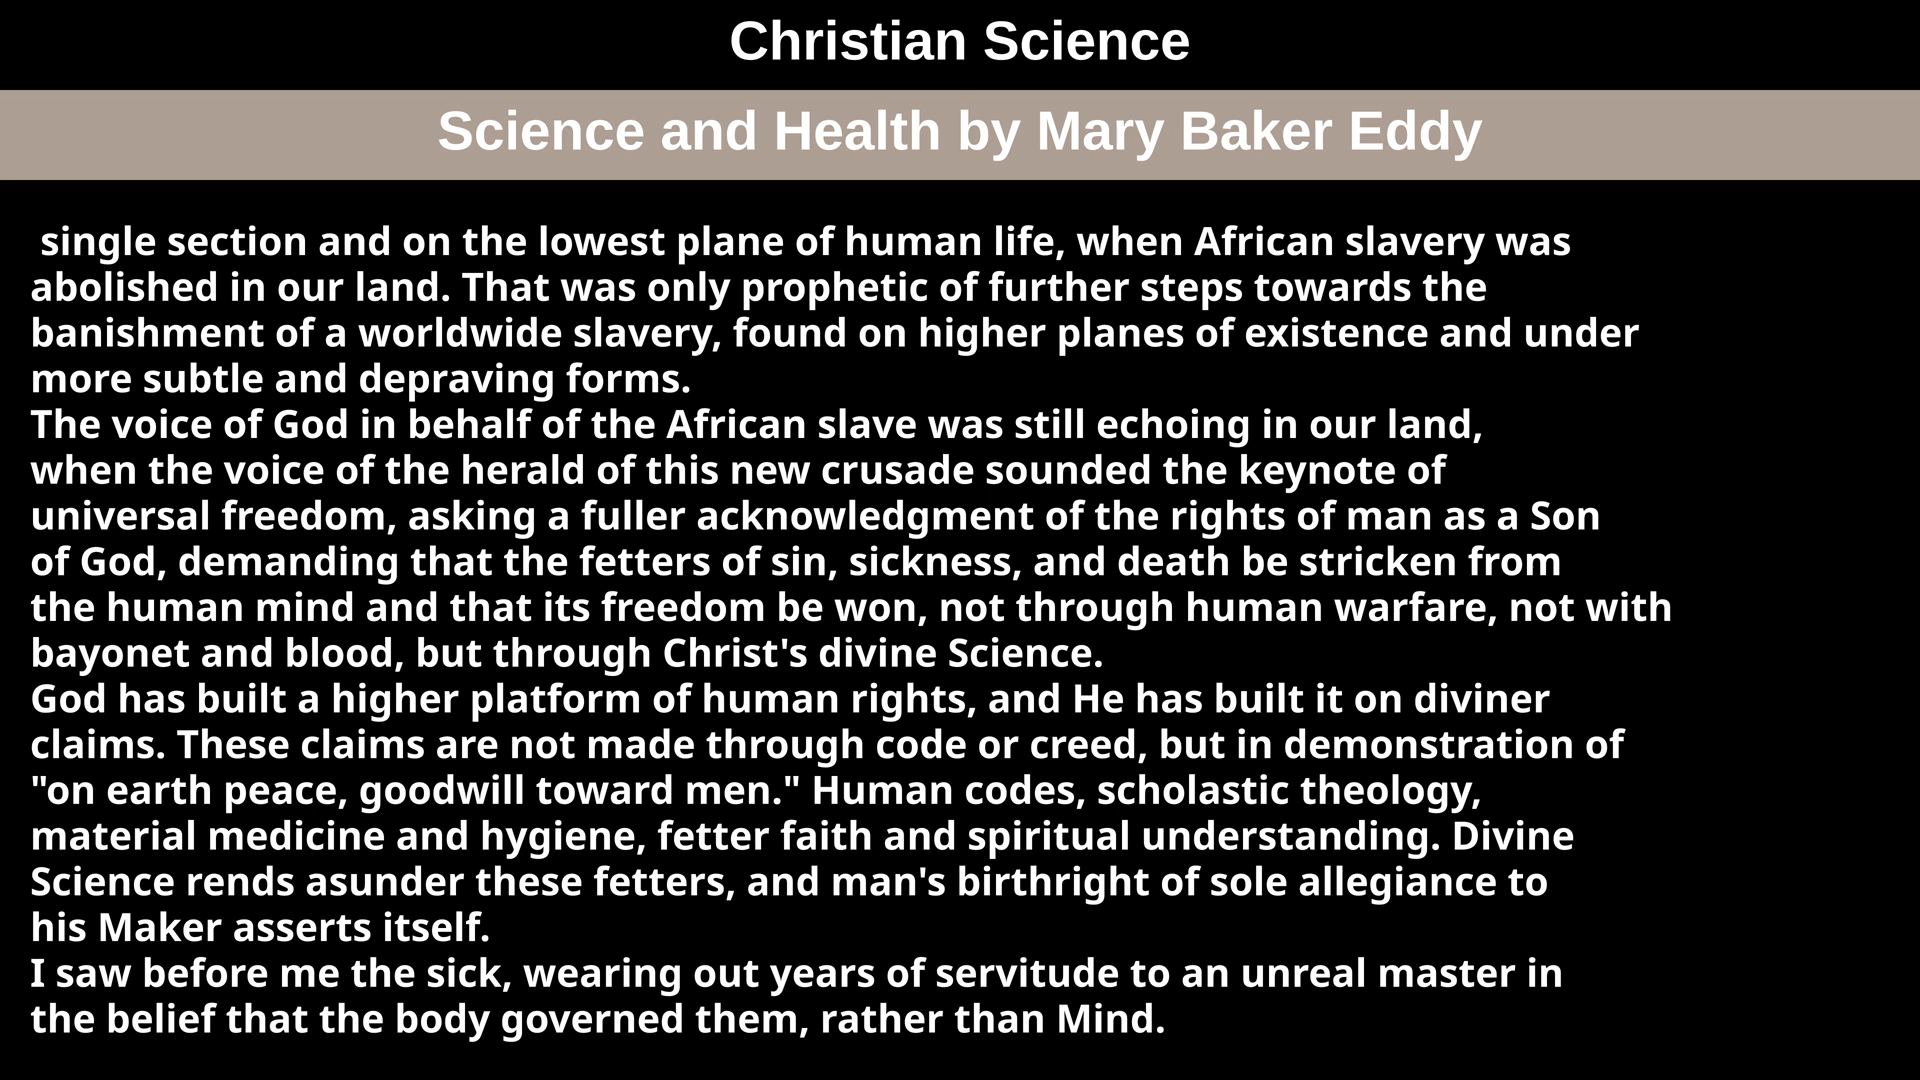 Christian Science
Science and Health by Mary Baker Eddy
single section and on the lowest plane of human life, when African slavery was
abolished in our land. That was only prophetic of further steps towards the
banishment of a worldwide slavery, found on higher planes of existence and under
more subtle and depraving forms.
The voice of God in behalf of the African slave was still echoing in our land,
when the voice of the herald of this new crusade sounded the keynote of
universal freedom, asking a fuller acknowledgment of the rights of man as a Son
of God, demanding that the fetters of sin, sickness, and death be stricken from
the human mind and that its freedom be won, not through human warfare, not with
bayonet and blood, but through Christ's divine Science.
God has built a higher platform of human rights, and He has built it on diviner
claims. These claims are not made through code or creed, but in demonstration of
"on earth peace, goodwill toward men." Human codes, scholastic theology,
material medicine and hygiene, fetter faith and spiritual understanding. Divine
Science rends asunder these fetters, and man's birthright of sole allegiance to
his Maker asserts itself.
I saw before me the sick, wearing out years of servitude to an unreal master in
the belief that the body governed them, rather than Mind.